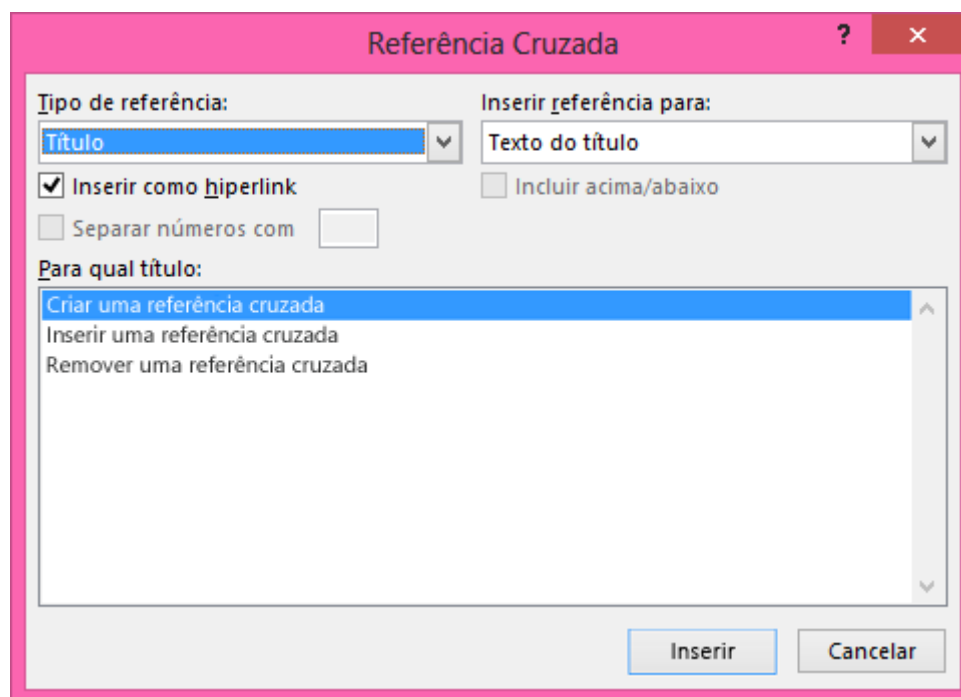 Referência Cruzada ?
Tipo de referência: Inserir referência para:
Título Texto do título
Inserir como hiperlink Incluir acima/abaixo
Separar números com
Para qual título:
Criar uma referência cruzada
Inserir uma referência cruzada
Remover uma referência cruzada
Inserir Cancelar